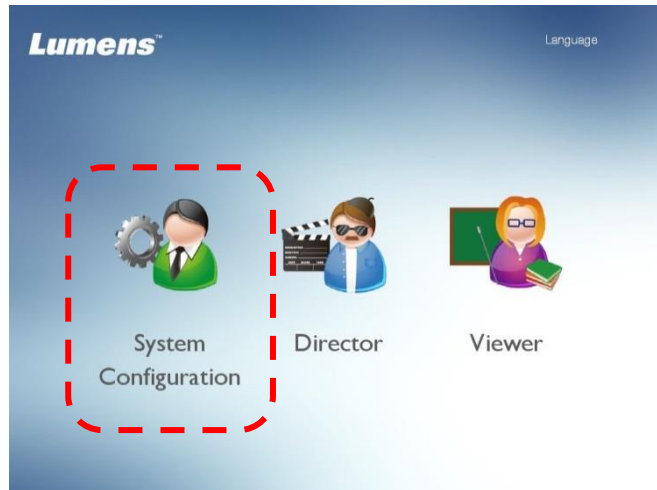 Lumens™
Language
System
Configuration
Director
Viewer